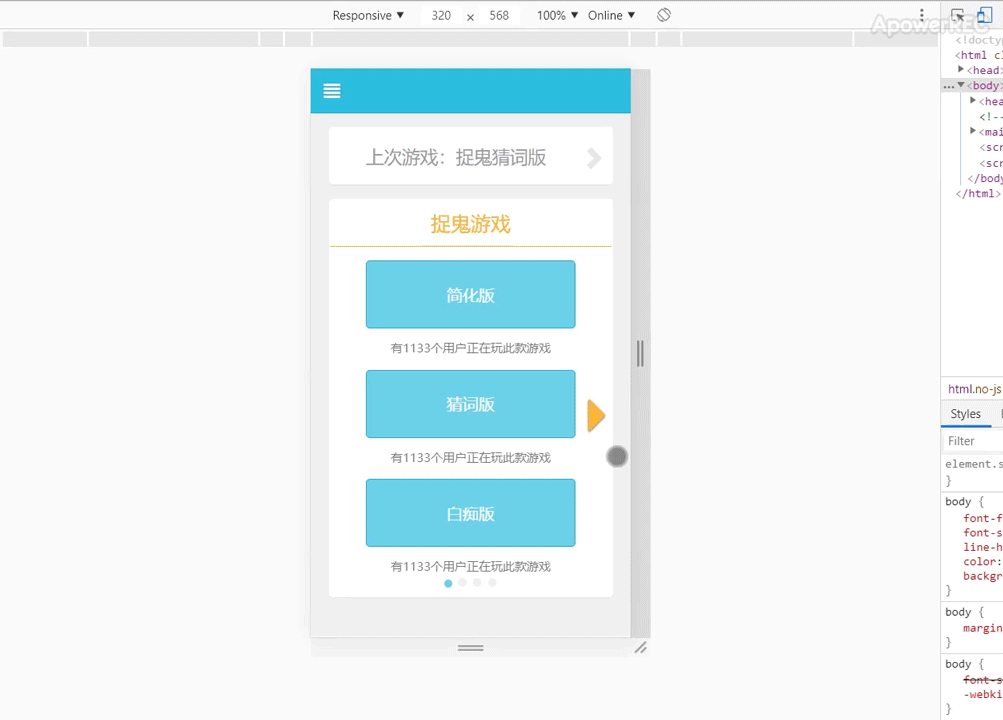 Responsive ▼ 320 x 568 100% ▼ Online ▼
ApowerREC
<!doctyp
<html cl
▶<head>
...▼<body>
▶<hea
<!--
▶<mai
<scr
<scr
</body
</html>
上次游戏：捉鬼猜词版
捉鬼游戏
简化版
有1133个用户正在玩此款游戏
猜词版
有1133个用户正在玩此款游戏
白痴版
有1133个用户正在玩此款游戏
html.no-js
Styles
Filter
element.s
}
body {
font-f
font-s
line-h
color:
backgr
}
body {
margin
}
body {
font-s
-webki
}